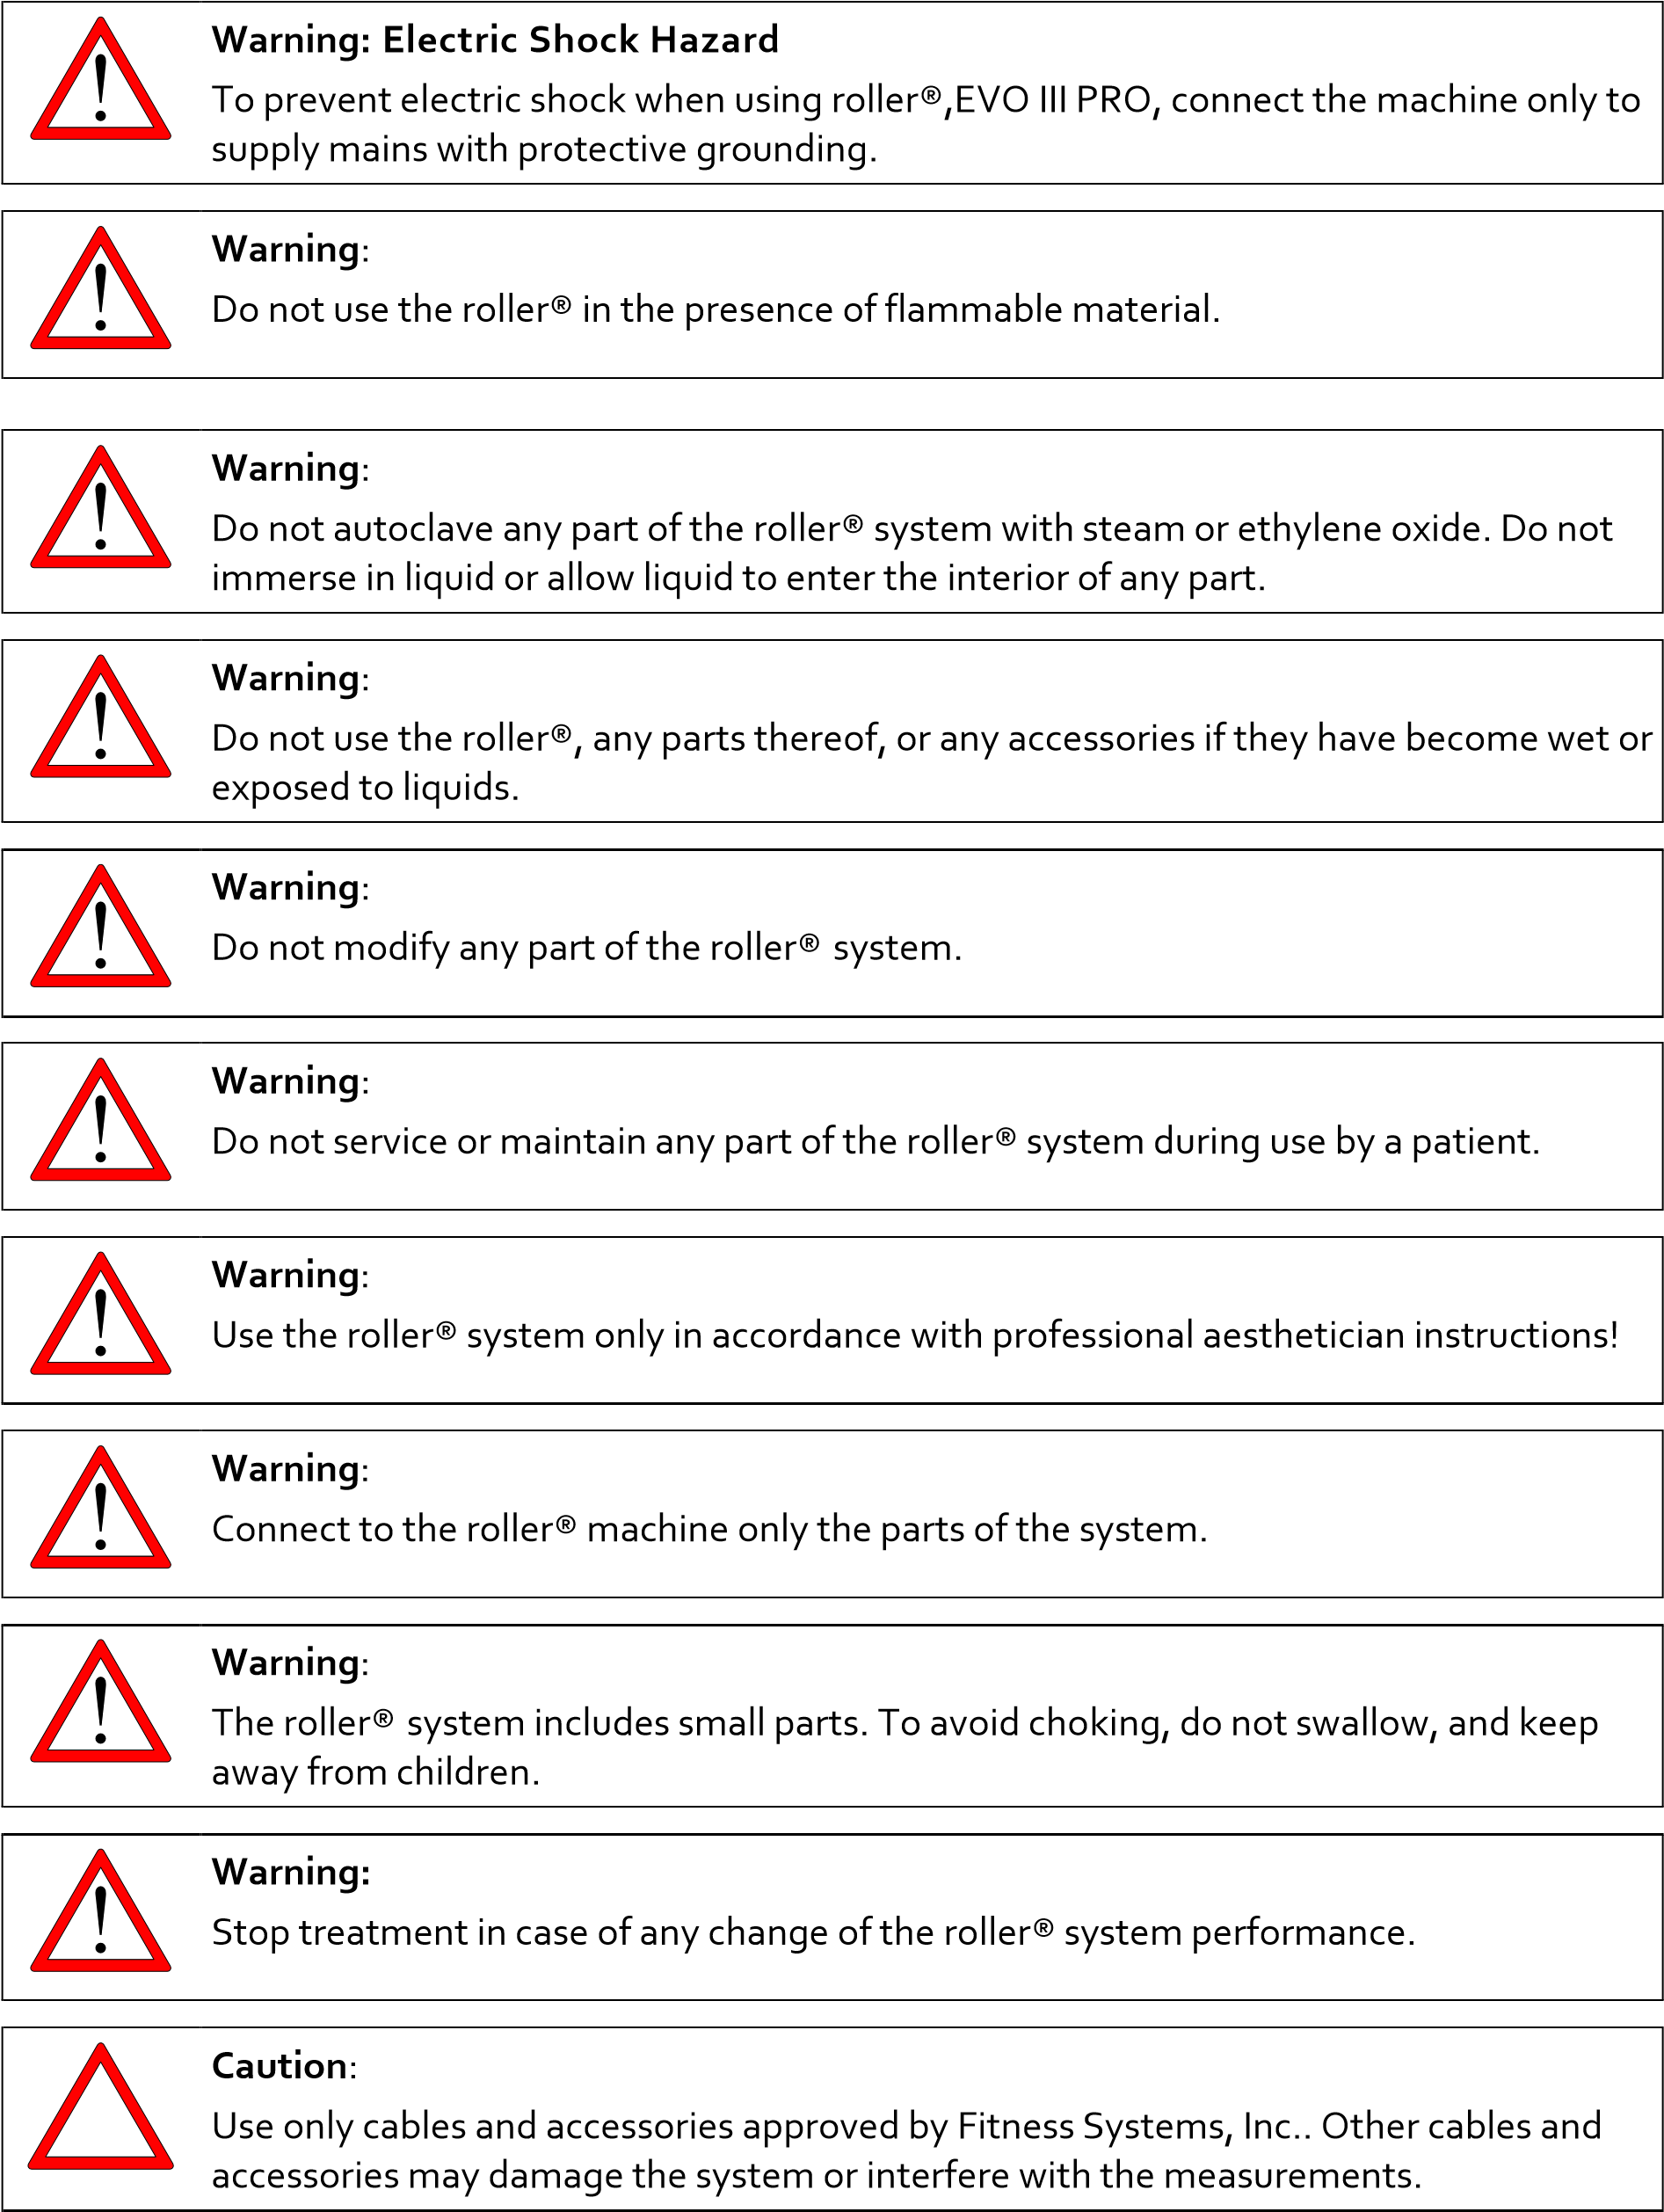 Warning: Electric Shock Hazard
To prevent electric shock when using roller®,EVO III PRO, connect the machine only to
supply mains with protective grounding.
Warning:
Do not use the roller® in the presence of flammable material.
Warning:
Do not autoclave any part of the roller® system with steam or ethylene oxide. Do not
immerse in liquid or allow liquid to enter the interior of any part.
Warning:
Do not use the roller®, any parts thereof, or any accessories if they have become wet or
exposed to liquids.
Warning:
Do not modify any part of the roller® system.
Warning:
Do not service or maintain any part of the roller® system during use by a patient.
Warning:
Use the roller® system only in accordance with professional aesthetician instructions!
Warning:
Connect to the roller® machine only the parts of the system.
Warning:
The roller® system includes small parts. To avoid choking, do not swallow, and keep
away from children.
Warning:
Stop treatment in case of any change of the roller® system performance.
Caution:
Use only cables and accessories approved by Fitness Systems, Inc.. Other cables and
accessories may damage the system or interfere with the measurements.